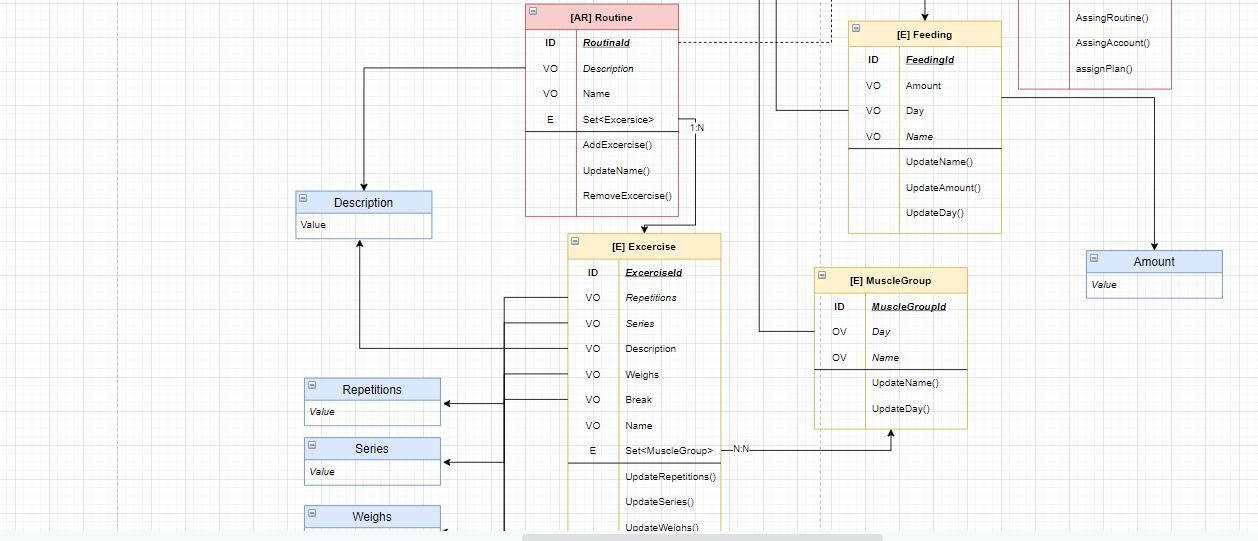 [AR] Routine
ID RoutinaId
VO Description
VO Name
E Set<Excersice>
AddExcercise()
UpdateName()
RemoveExcercise()
1:N
[E] Feeding
ID FeedingId
VO Amount
VO Day
VO Name
UpdateName()
UpdateAmount()
UpdateDay()
AssingRoutine()
AssingAccount()
assignPlan()
Description
Value
[E] Excercise
ID ExcerciseId
VO Repetitions
VO Series
VO Description
VO Weighs
VO Break
VO Name
E Set<MuscleGroup>
UpdateRepetitions()
UpdateSeries()
UpdateWeighs()
N:N
[E] MuscleGroup
ID MuscleGroupId
OV Day
OV Name
UpdateName()
UpdateDay()
Amount
Value
Repetitions
Value
Series
Value
Weighs